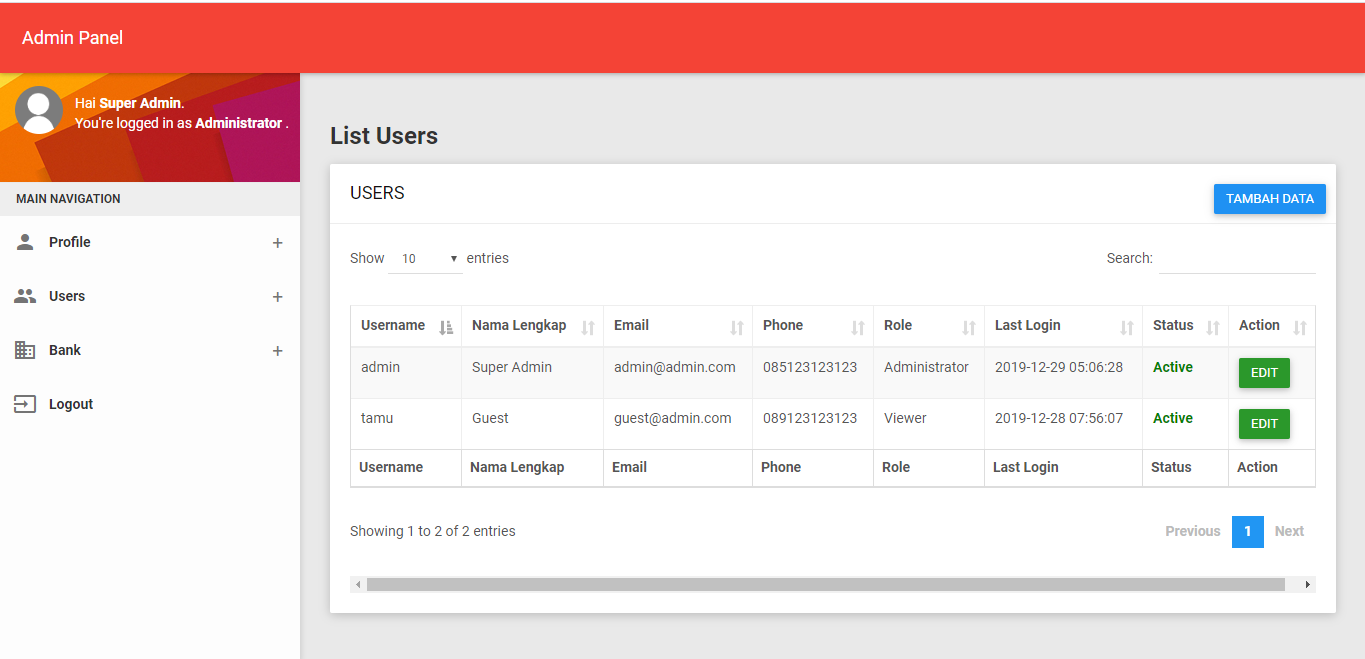 Admin Panel
Hai Super Admin.
You're logged in as Administrator .
MAIN NAVIGATION
Profile +
Users +
Bank +
Logout
List Users
USERS
TAMBAH DATA
Show 10 entries
Search:
Username Nama Lengkap Email Phone Role Last Login Status Action
admin Super Admin admin@admin.com 085123123123 Administrator 2019-12-29 05:06:28 Active EDIT
tamu Guest guest@admin.com 089123123123 Viewer 2019-12-28 07:56:07 Active EDIT
Username Nama Lengkap Email Phone Role Last Login Status Action
Showing 1 to 2 of 2 entries
Previous 1 Next